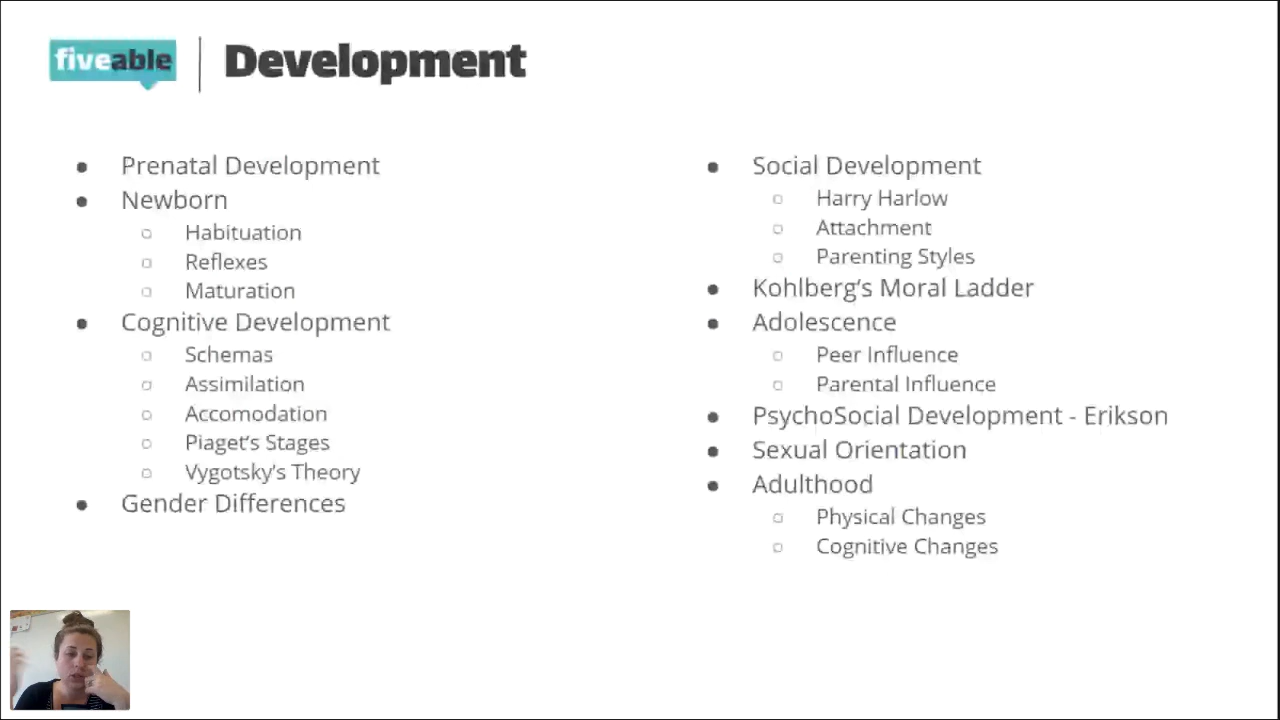 fiveable
Development
Prenatal Development
Newborn
Habituation
Reflexes
Maturation
Cognitive Development
Schemas
Assimilation
Accomodation
Piaget's Stages
Vygotsky's Theory
Gender Differences
Social Development
Harry Harlow
Attachment
Parenting Styles
Kohlberg's Moral Ladder
Adolescence
Peer Influence
Parental Influence
PsychoSocial Development - Erikson
Sexual Orientation
Adulthood
Physical Changes
Cognitive Changes